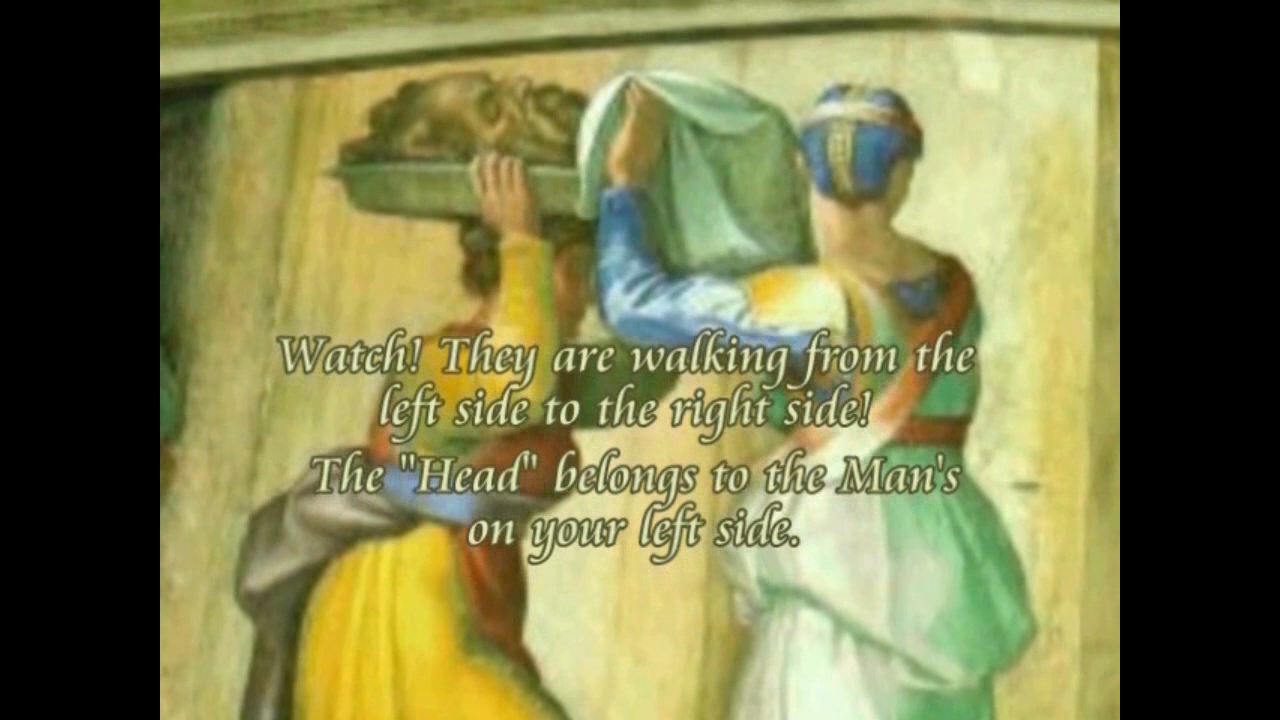 Watch! They are walking from the
left side to the right side!
The "Head" belongs to the Man's
on your left side.